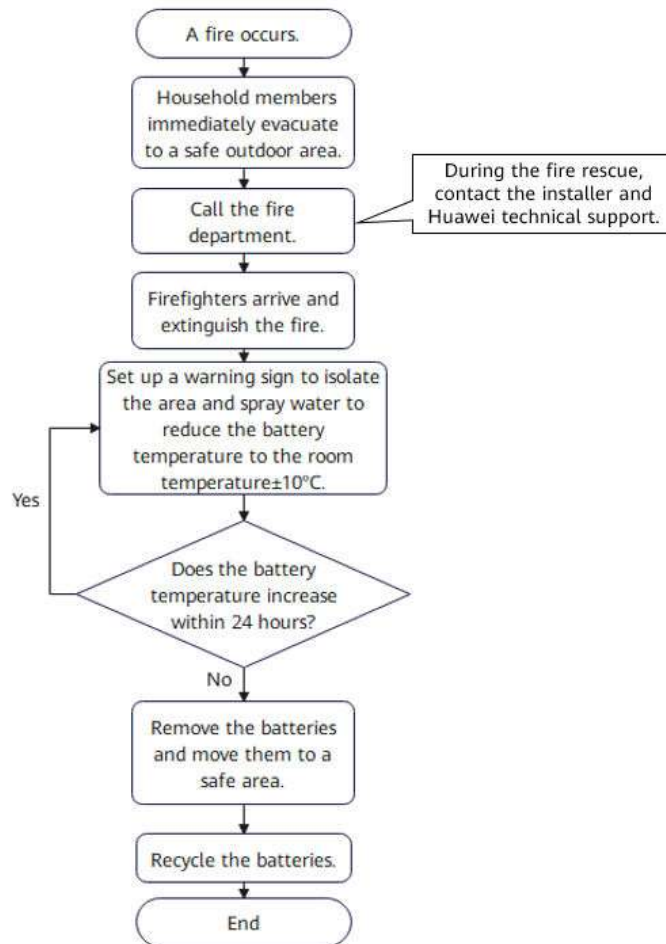 A fire occurs.
Household members
immediately evacuate
to a safe outdoor area.
During the fire rescue,
contact the installer and
Huawei technical support.
Call the fire
department.
Firefighters arrive and
extinguish the fire.
Set up a warning sign to isolate
the area and spray water to
reduce the battery
temperature to the room
temperature±10°C.
Yes
Does the battery
temperature increase
within 24 hours?
No
Remove the batteries
and move them to a
safe area.
Recycle the batteries.
End